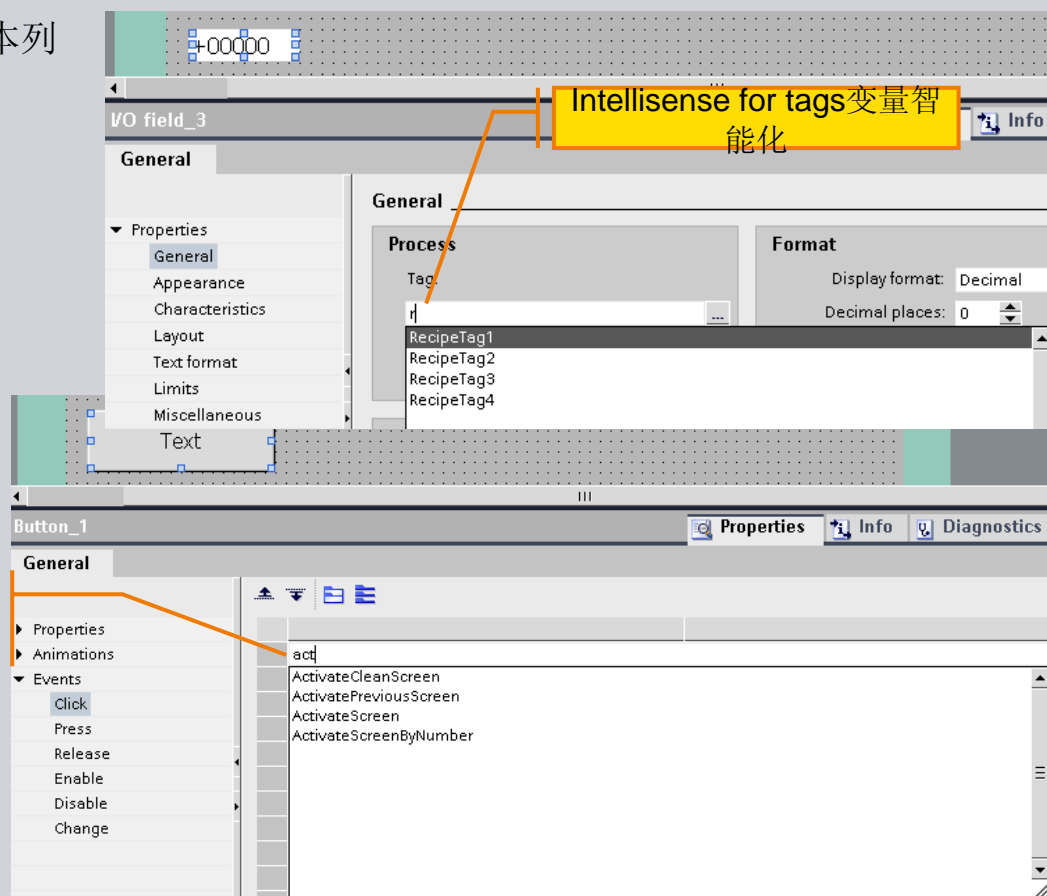 本列
+00000
Intellisense for tags变量智
能化
I/O field_3
Info
General
General
Properties
General
Appearance
Characteristics
Layout
Text format
Limits
Miscellaneous
Process
Tag:
r
...
RecipeTag1
RecipeTag2
RecipeTag3
RecipeTag4
Format
Display format: Decimal
Decimal places: 0
Text
Button_1
Properties Info Diagnostics
General
Properties
Animations
Events
Click
Press
Release
Enable
Disable
Change
act
ActivateCleanScreen
ActivatePreviousScreen
ActivateScreen
ActivateScreenByNumber